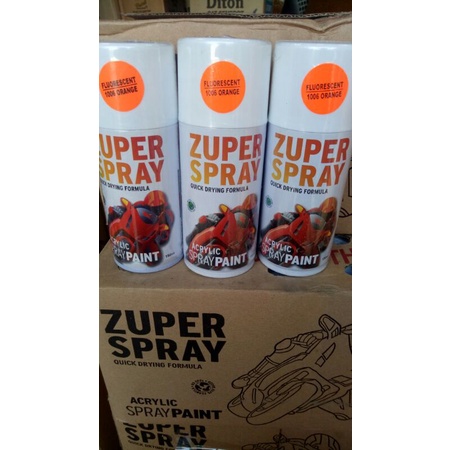 Diton
FLUORESCENT
1006 ORANGE
ZUPER
SPRAY
QUICK DRYING FORMULA
ACRYLIC
SPRAYPAINT
FLUORESCENT
1006 ORANGE
ZUPER
SPRAY
QUICK DRYING FORMULA
ACRYLIC
SPRAYPAINT
FLUORESCENT
1006 ORANGE
ZUPER
SPRAY
QUICK DRYING FORMULA
ACRYLIC
SPRAYPAINT
TH
ZUPER
SPRAY
QUICK DRYING FORMULA
ACRYLIC
SPRAYPAINT
ZUPER
SPRAY